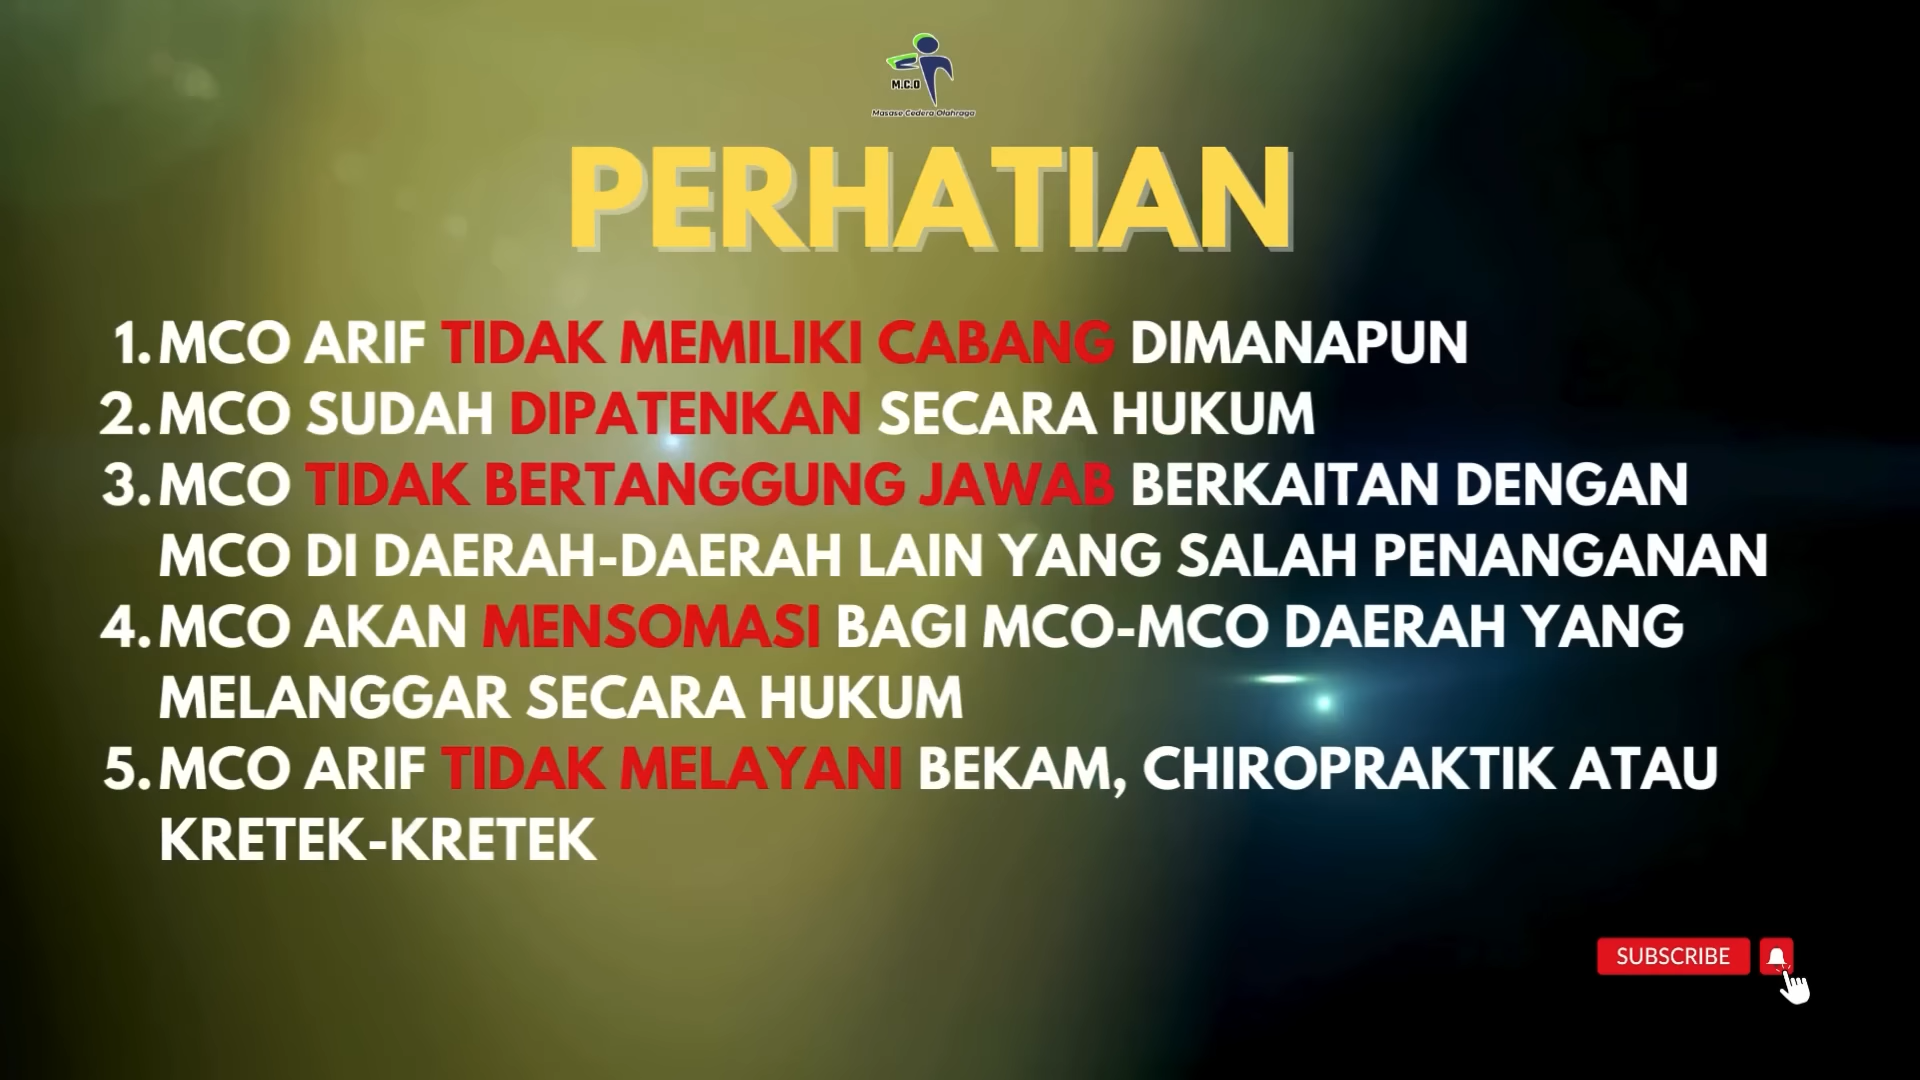 M.C.O
Masase Cedera Olahraga
PERHATIAN
1. MCO ARIF TIDAK MEMILIKI CABANG DIMANAPUN
2. MCO SUDAH DIPATENKAN SECARA HUKUM
3. MCO TIDAK BERTANGGUNG JAWAB BERKAITAN DENGAN
MCO DI DAERAH-DAERAH LAIN YANG SALAH PENANGANAN
4. MCO AKAN MENSOMASI BAGI MCO-MCO DAERAH YANG
MELANGGAR SECARA HUKUM
5. MCO ARIF TIDAK MELAYANI BEKAM, CHIROPRAKTIK ATAU
KRETEK-KRETEK
SUBSCRIBE